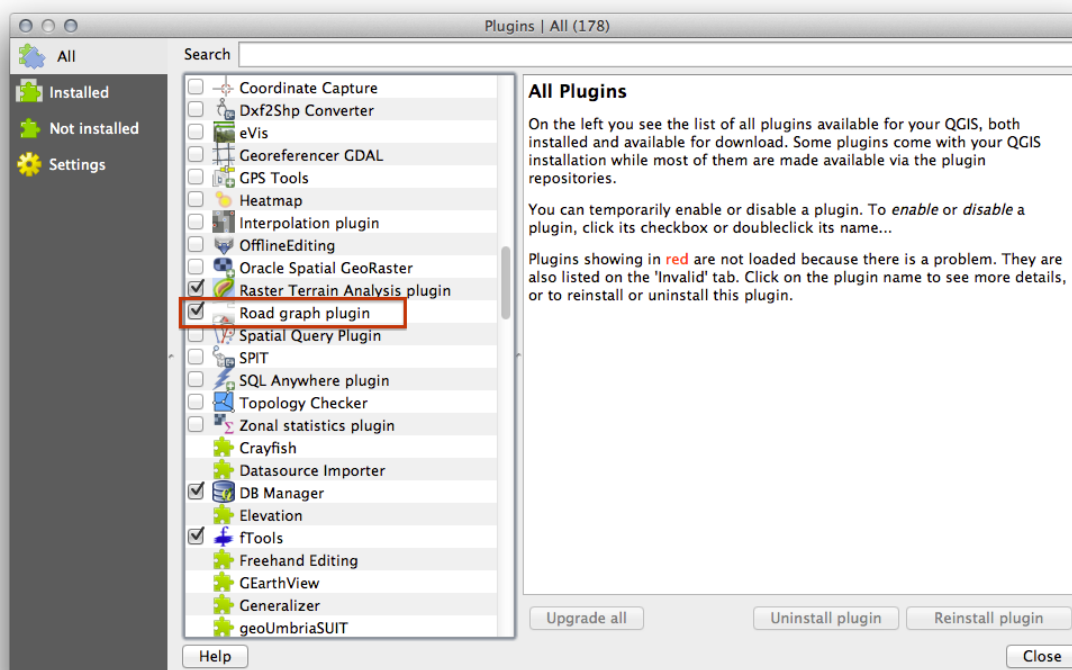 Plugins | All (178)
All
Installed
Not installed
Settings
Search
Coordinate Capture
Dxf2Shp Converter
eVis
Georeferencer GDAL
GPS Tools
Heatmap
Interpolation plugin
OfflineEditing
Oracle Spatial GeoRaster
Raster Terrain Analysis plugin
Road graph plugin
Spatial Query Plugin
SPIT
SQL Anywhere plugin
Topology Checker
Zonal statistics plugin
Crayfish
Datasource Importer
DB Manager
Elevation
fTools
Freehand Editing
GEarthView
Generalizer
geoUmbriaSUIT
All Plugins
On the left you see the list of all plugins available for your QGIS, both
installed and available for download. Some plugins come with your QGIS
installation while most of them are made available via the plugin
repositories.
You can temporarily enable or disable a plugin. To enable or disable a
plugin, click its checkbox or doubleclick its name...
Plugins showing in red are not loaded because there is a problem. They are
also listed on the 'Invalid' tab. Click on the plugin name to see more details,
or to reinstall or uninstall this plugin.
Upgrade all
Uninstall plugin
Reinstall plugin
Help
Close